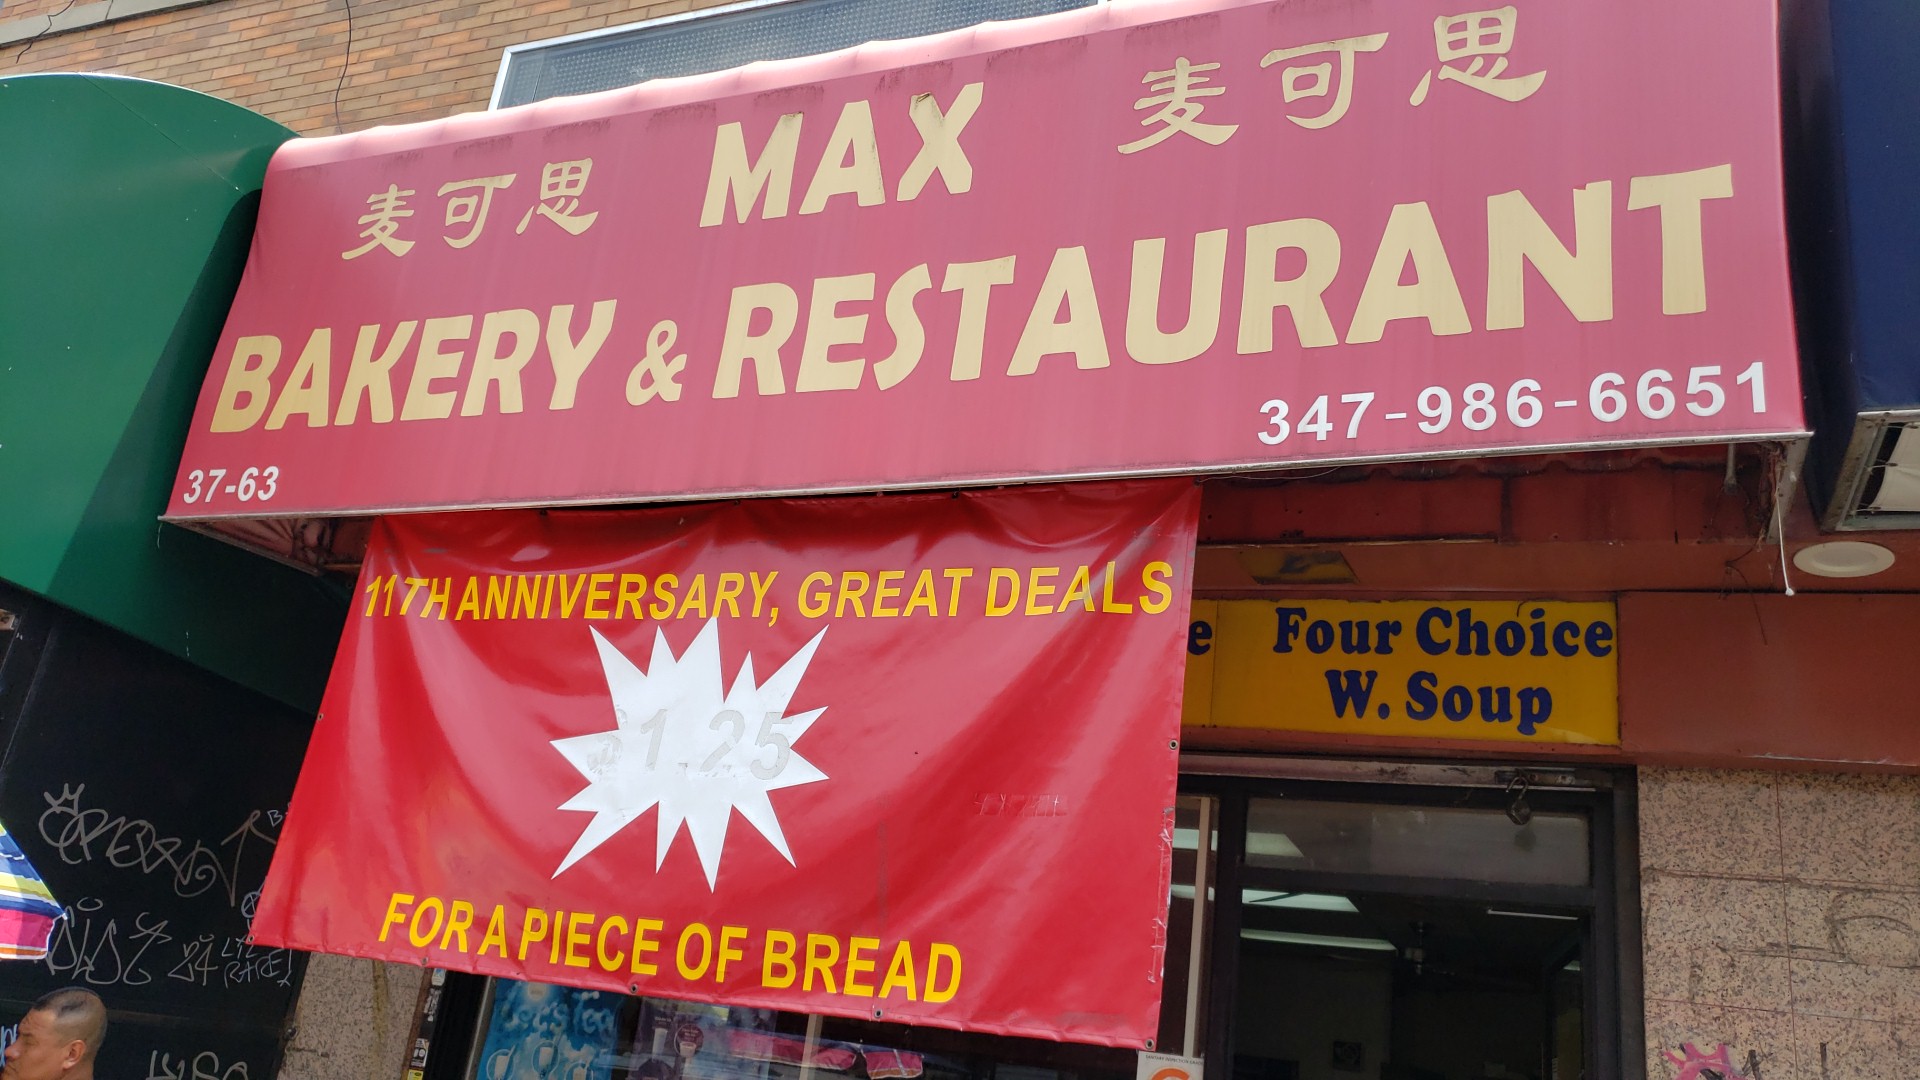 麦可思 MAX 麦可思
BAKERY & RESTAURANT
347-986-6651
37-63
117TH ANNIVERSARY, GREAT DEALS
$1.25
FOR A PIECE OF BREAD
e Four Choice
W. Soup